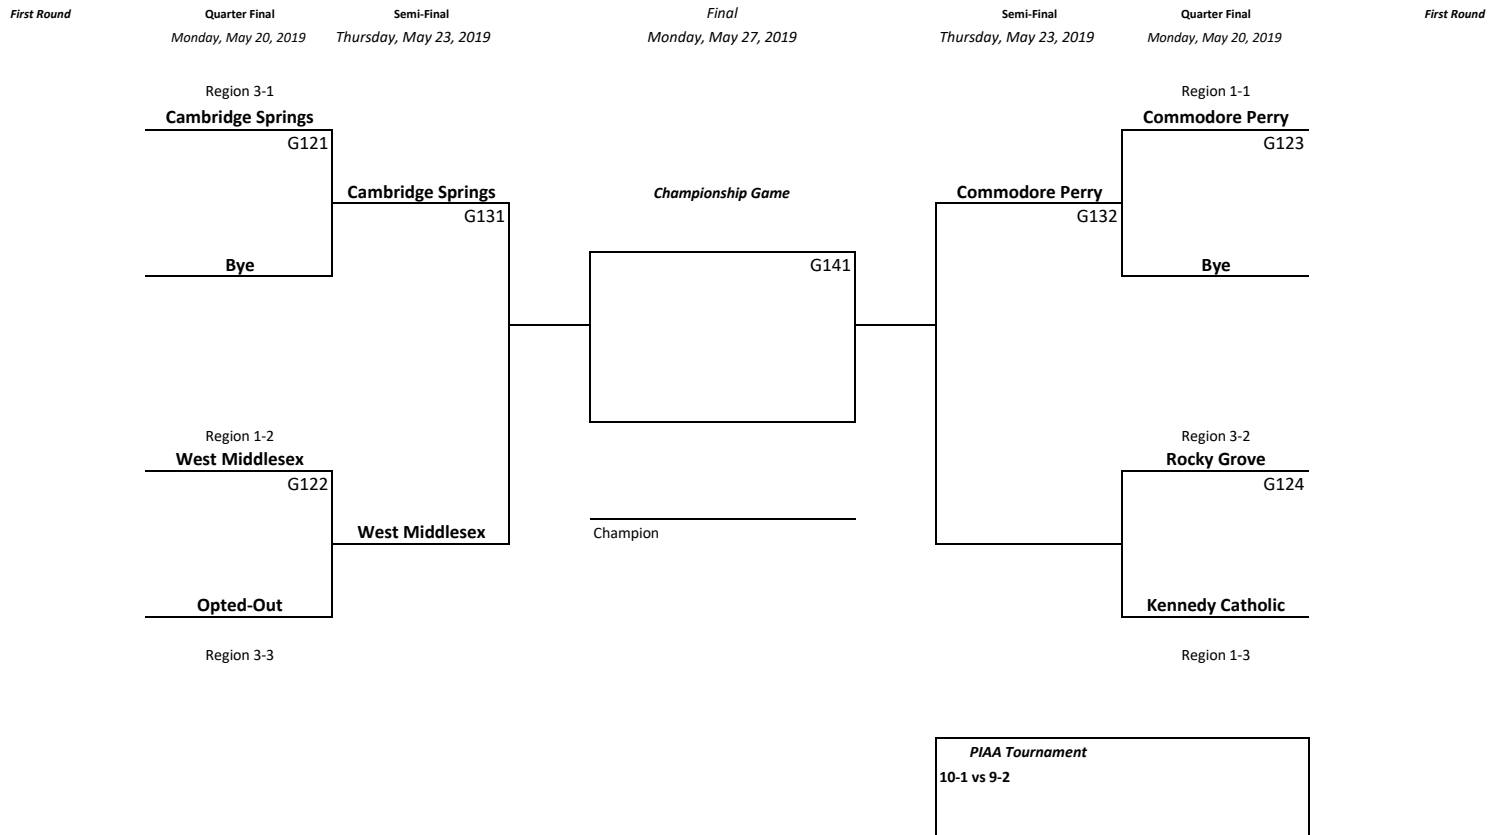 First Round Quarter Final Semi-Final Final Semi-Final Quarter Final First Round
Monday, May 20, 2019 Thursday, May 23, 2019 Monday, May 27, 2019 Thursday, May 23, 2019 Monday, May 20, 2019
Region 3-1 Region 1-1
Cambridge Springs Commodore Perry
G121 G123
Cambridge Springs Championship Game Commodore Perry
G131 G132
Bye G141 Bye
Region 1-2 Region 3-2
West Middlesex Rocky Grove
G122 G124
West Middlesex Champion
Opted-Out Kennedy Catholic
Region 3-3 Region 1-3
PIAA Tournament
10-1 vs 9-2